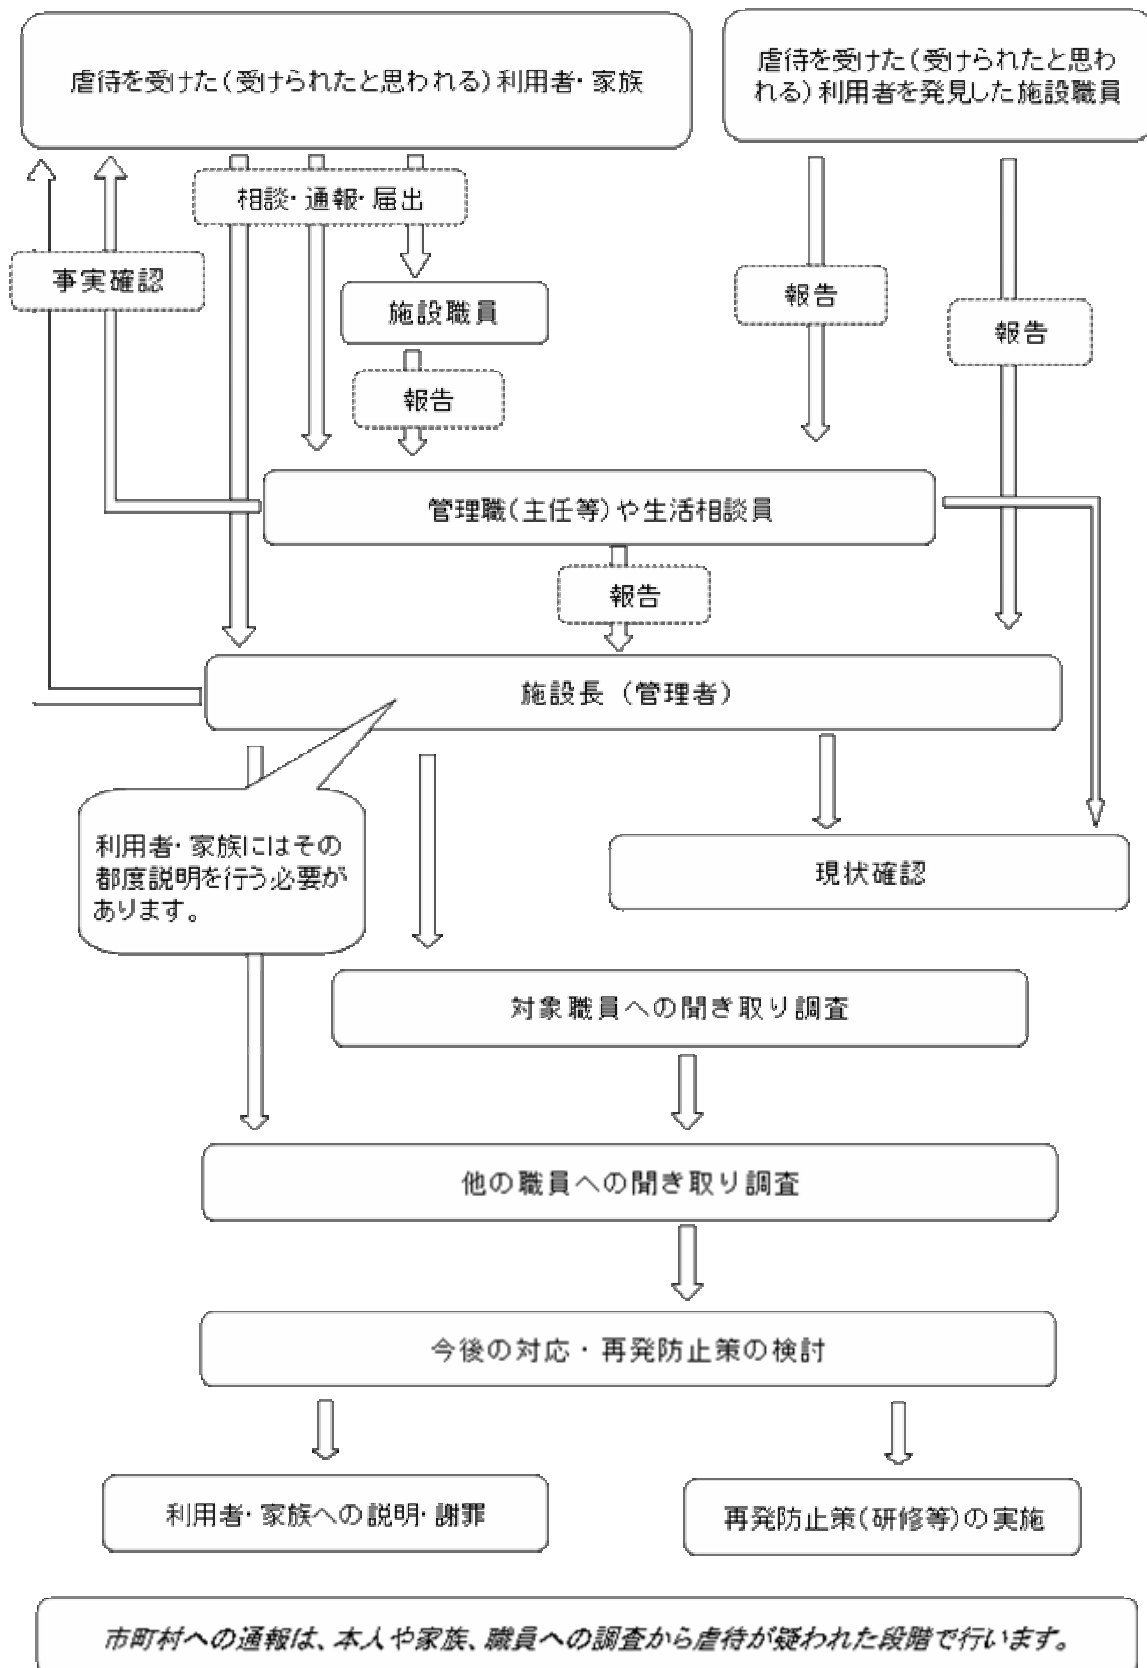 虐待を受けた(受けられたと思われる)利用者・家族
虐待を受けた(受けられたと思わ
れる)利用者を発見した施設職員
相談・通報・届出
事実確認
施設職員
報告
報告
報告
管理職(主任等)や生活相談員
報告
施設長(管理者)
利用者・家族にはその
都度説明を行う必要が
あります。
現状確認
対象職員への聞き取り調査
他の職員への聞き取り調査
今後の対応・再発防止策の検討
利用者・家族への説明・謝罪
再発防止策(研修等)の実施
市町村への通報は、本人や家族、職員への調査から虐待が疑われた段階で行います。